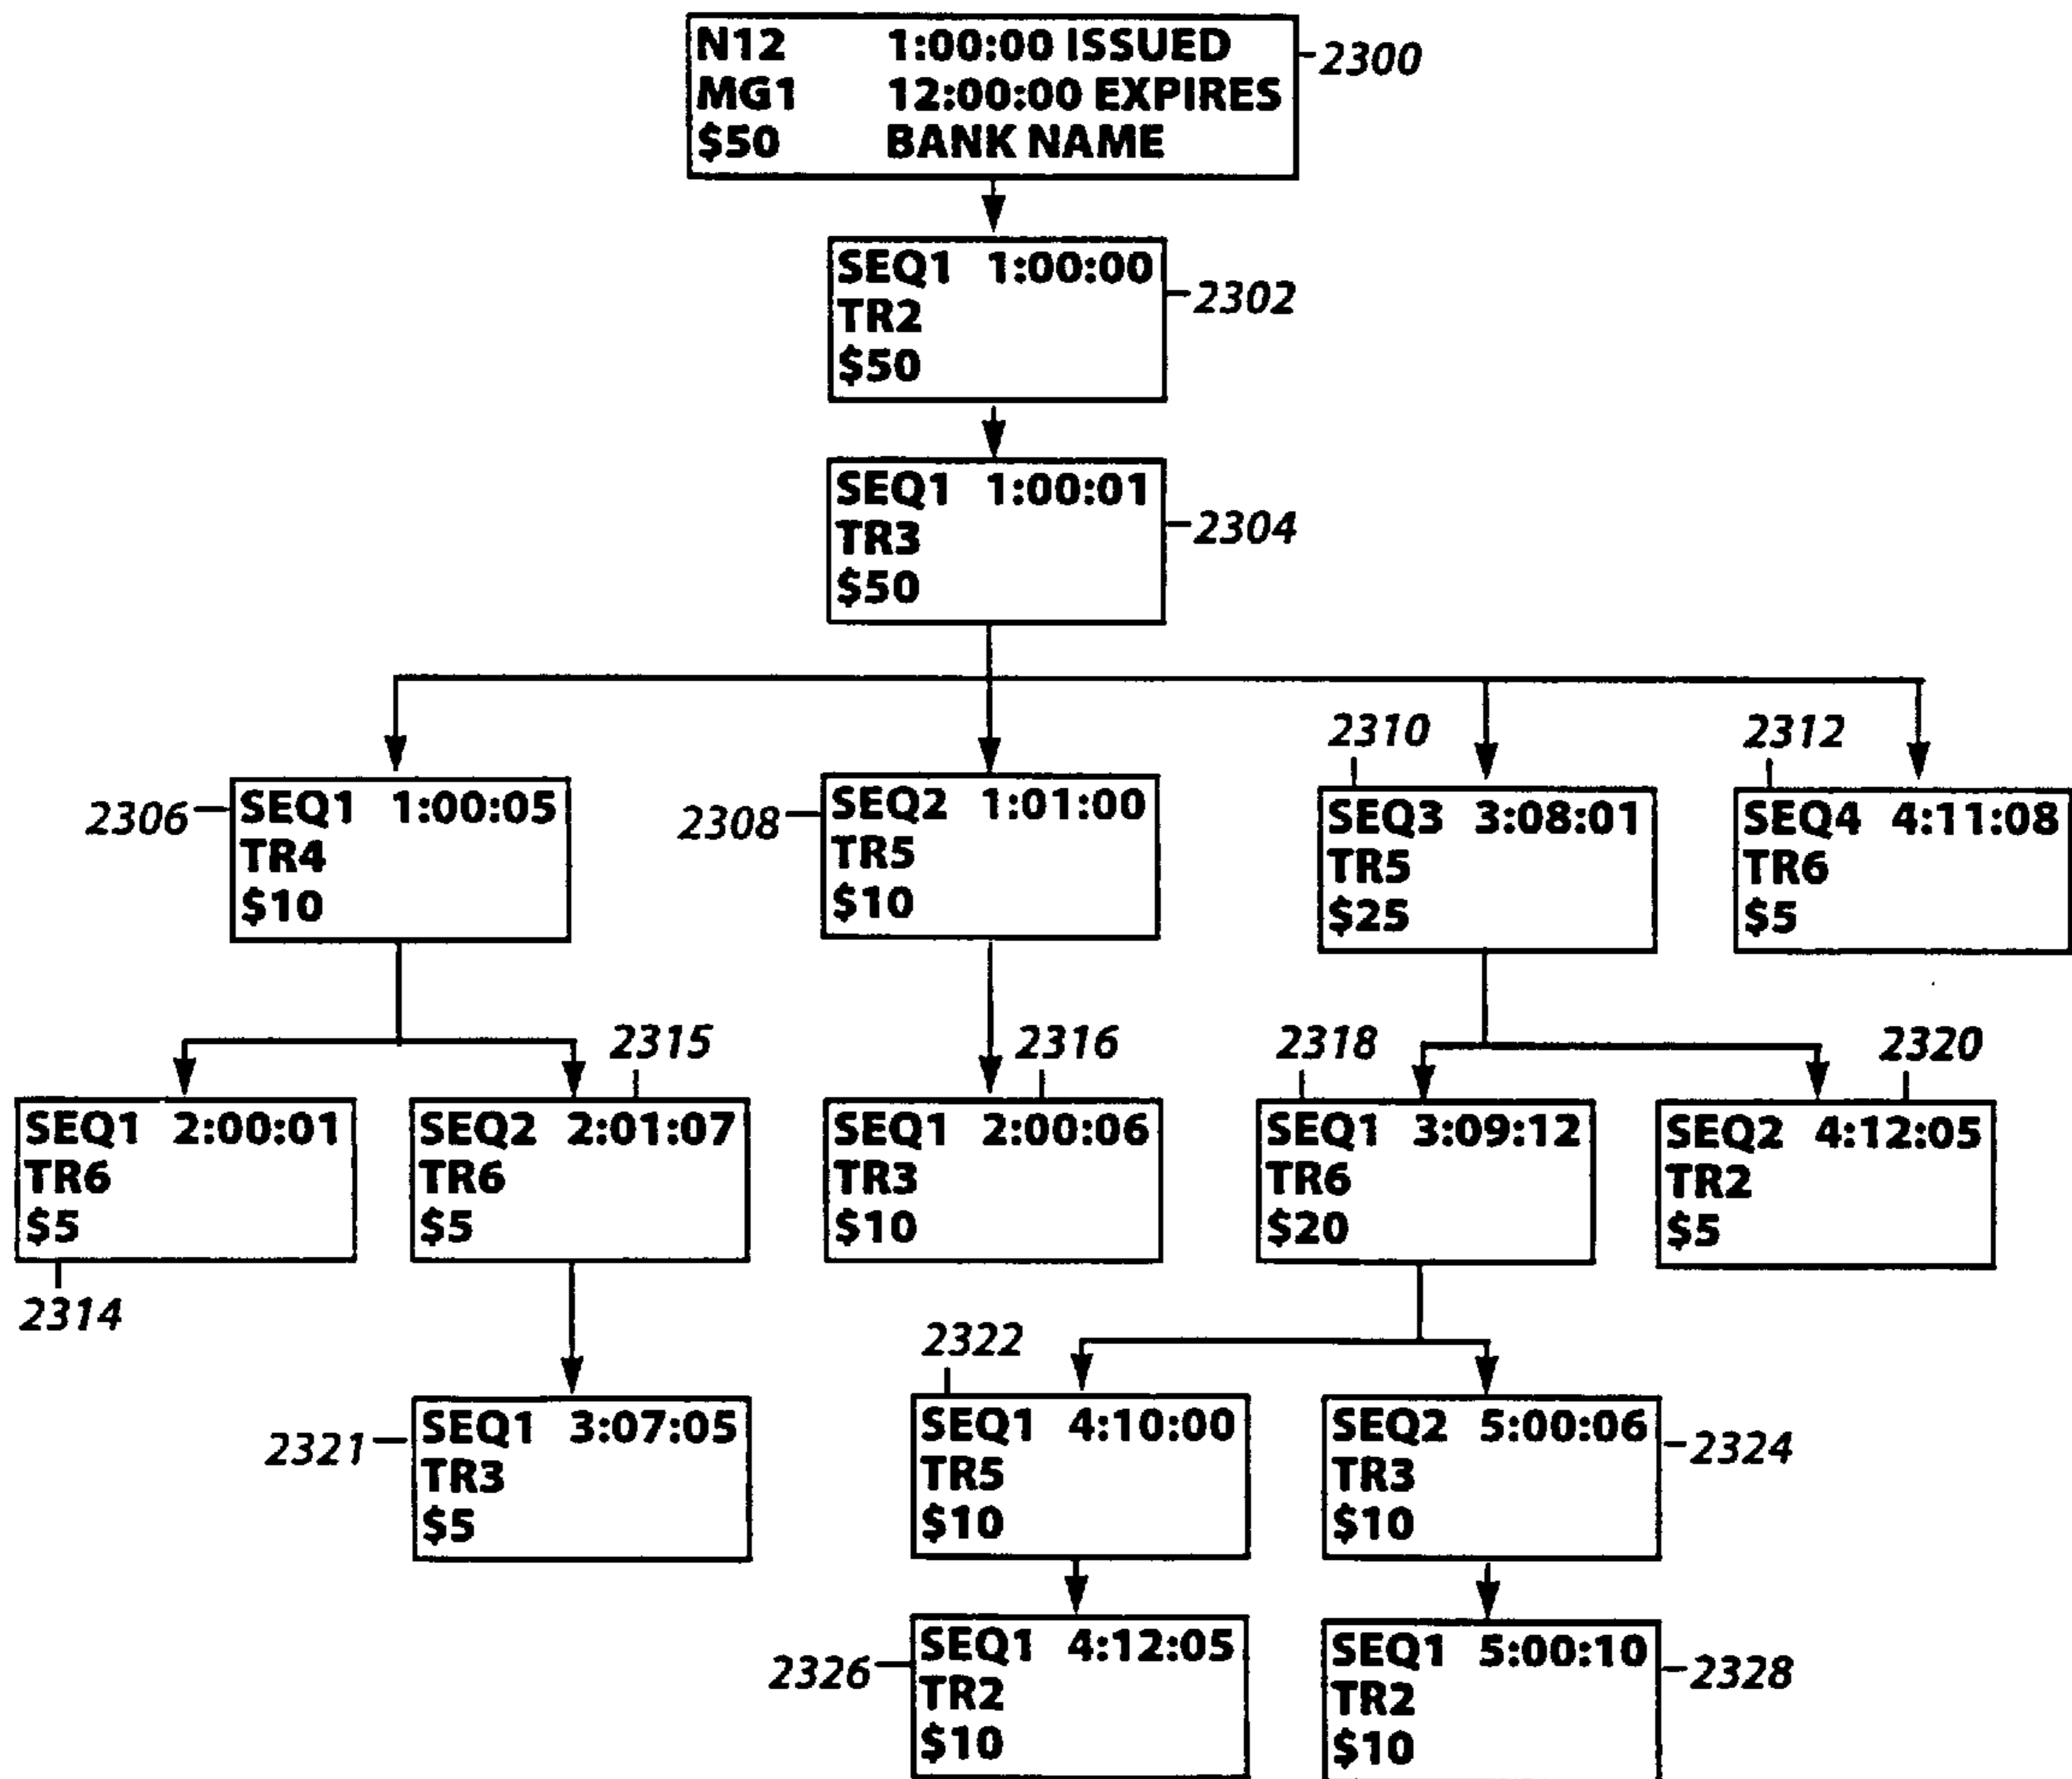 N12 1:00:00 ISSUED
MG1 12:00:00 EXPIRES
$50 BANK NAME
2300
SEQ1 1:00:00
TR2
$50
2302
SEQ1 1:00:01
TR3
$50
2304
2306
SEQ1 1:00:05
TR4
$10
2308
SEQ2 1:01:00
TR5
$10
2310
SEQ3 3:08:01
TR5
$25
2312
SEQ4 4:11:08
TR6
$5
SEQ1 2:00:01
TR6
$5
2314
2315
SEQ2 2:01:07
TR6
$5
2316
SEQ1 2:00:06
TR3
$10
2318
SEQ1 3:09:12
TR6
$20
2320
SEQ2 4:12:05
TR2
$5
2321
SEQ1 3:07:05
TR3
$5
2322
SEQ1 4:10:00
TR5
$10
SEQ2 5:00:06
TR3
$10
2324
2326
SEQ1 4:12:05
TR2
$10
SEQ1 5:00:10
TR2
$10
2328